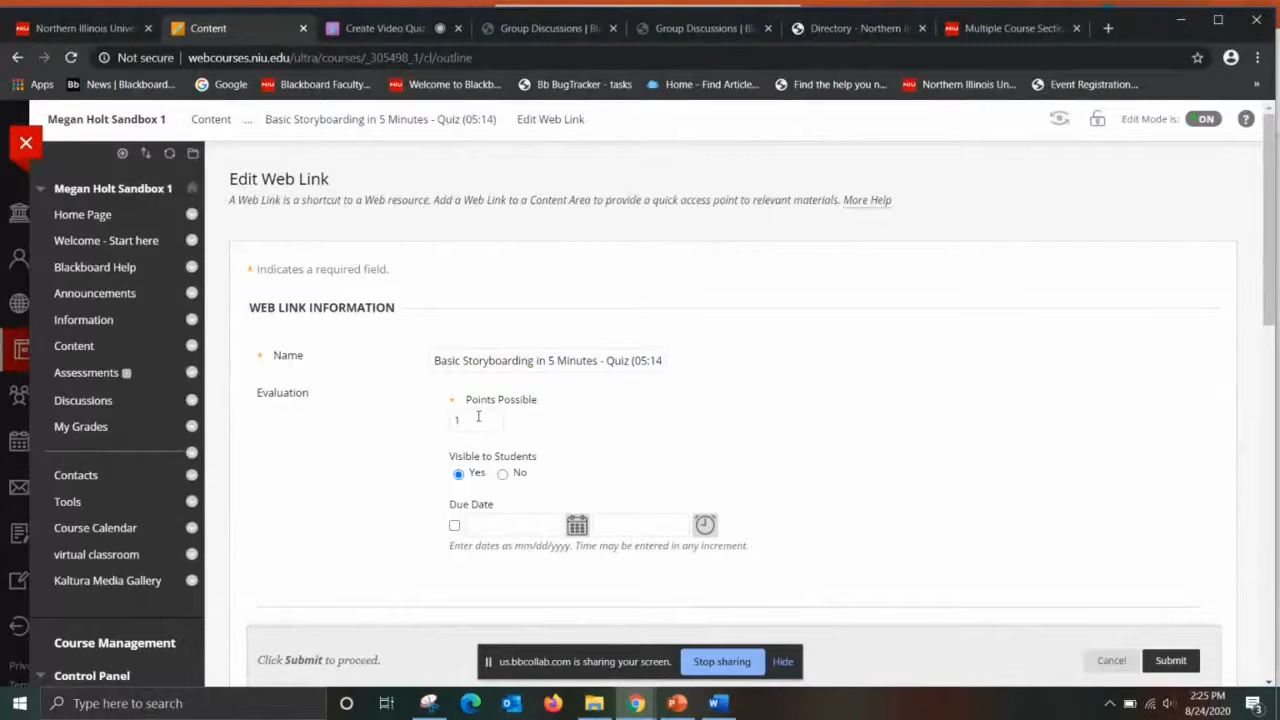 Northern Illinois Unive
Content
Create Video Quiz
Group Discussions | Bl
Group Discussions | B
Directory - Northern I
Multiple Course Sectio
Not secure
webcourses.niu.edu/ultra/courses/_305498_1/cl/outline
Apps
Bb News | Blackboard...
Google
Blackboard Faculty...
Welcome to Blackb...
Bb BugTracker - tasks
Home - Find Article...
Find the help you n...
Northern Illinois Un...
Event Registration...
»
Megan Holt Sandbox 1
Content
...
Basic Storyboarding in 5 Minutes - Quiz (05:14)
Edit Web Link
Edit Mode is:
ON
?
Megan Holt Sandbox 1
Home Page
Welcome - Start here
Blackboard Help
Announcements
Information
Content
Assessments
Discussions
My Grades
Contacts
Tools
Course Calendar
virtual classroom
Kaltura Media Gallery
Course Management
Control Panel
Priv
Edit Web Link
A Web Link is a shortcut to a Web resource. Add a Web Link to a Content Area to provide a quick access point to relevant materials. More Help
* Indicates a required field.
WEB LINK INFORMATION
* Name
Basic Storyboarding in 5 Minutes - Quiz (05:14
Evaluation
* Points Possible
1
Visible to Students
Yes
No
Due Date
Enter dates as mm/dd/yyyy. Time may be entered in any increment.
Click Submit to proceed.
Cancel
Submit
us.bbcollab.com is sharing your screen.
Stop sharing
Hide
Type here to search
2:25 PM
8/24/2020
3